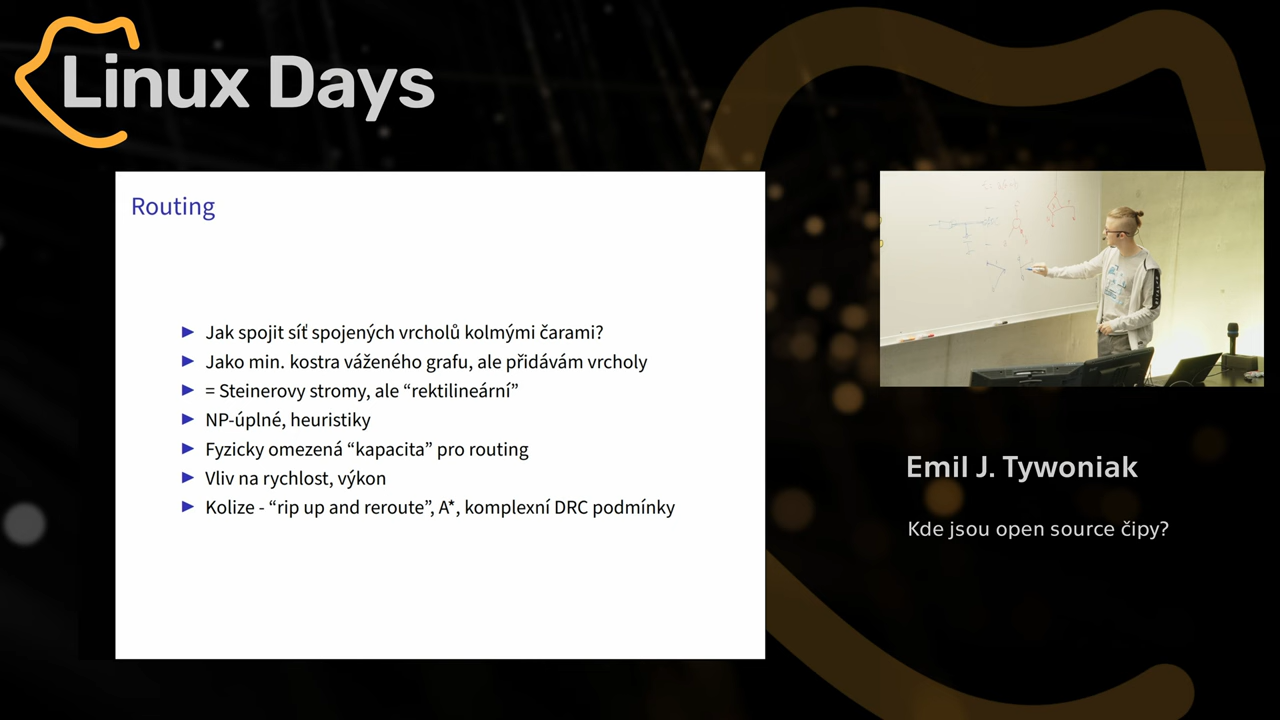 Linux Days
Routing
Jak spojit síť spojených vrcholů kolmými čarami?
Jako min. kostra váženého grafu, ale přidávám vrcholy
= Steinerovy stromy, ale “rektilineární”
NP-úplné, heuristiky
Fyzicky omezená “kapacita” pro routing
Vliv na rychlost, výkon
Kolize - “rip up and reroute”, A*, komplexní DRC podmínky
Emil J. Tywoniak
Kde jsou open source čipy?